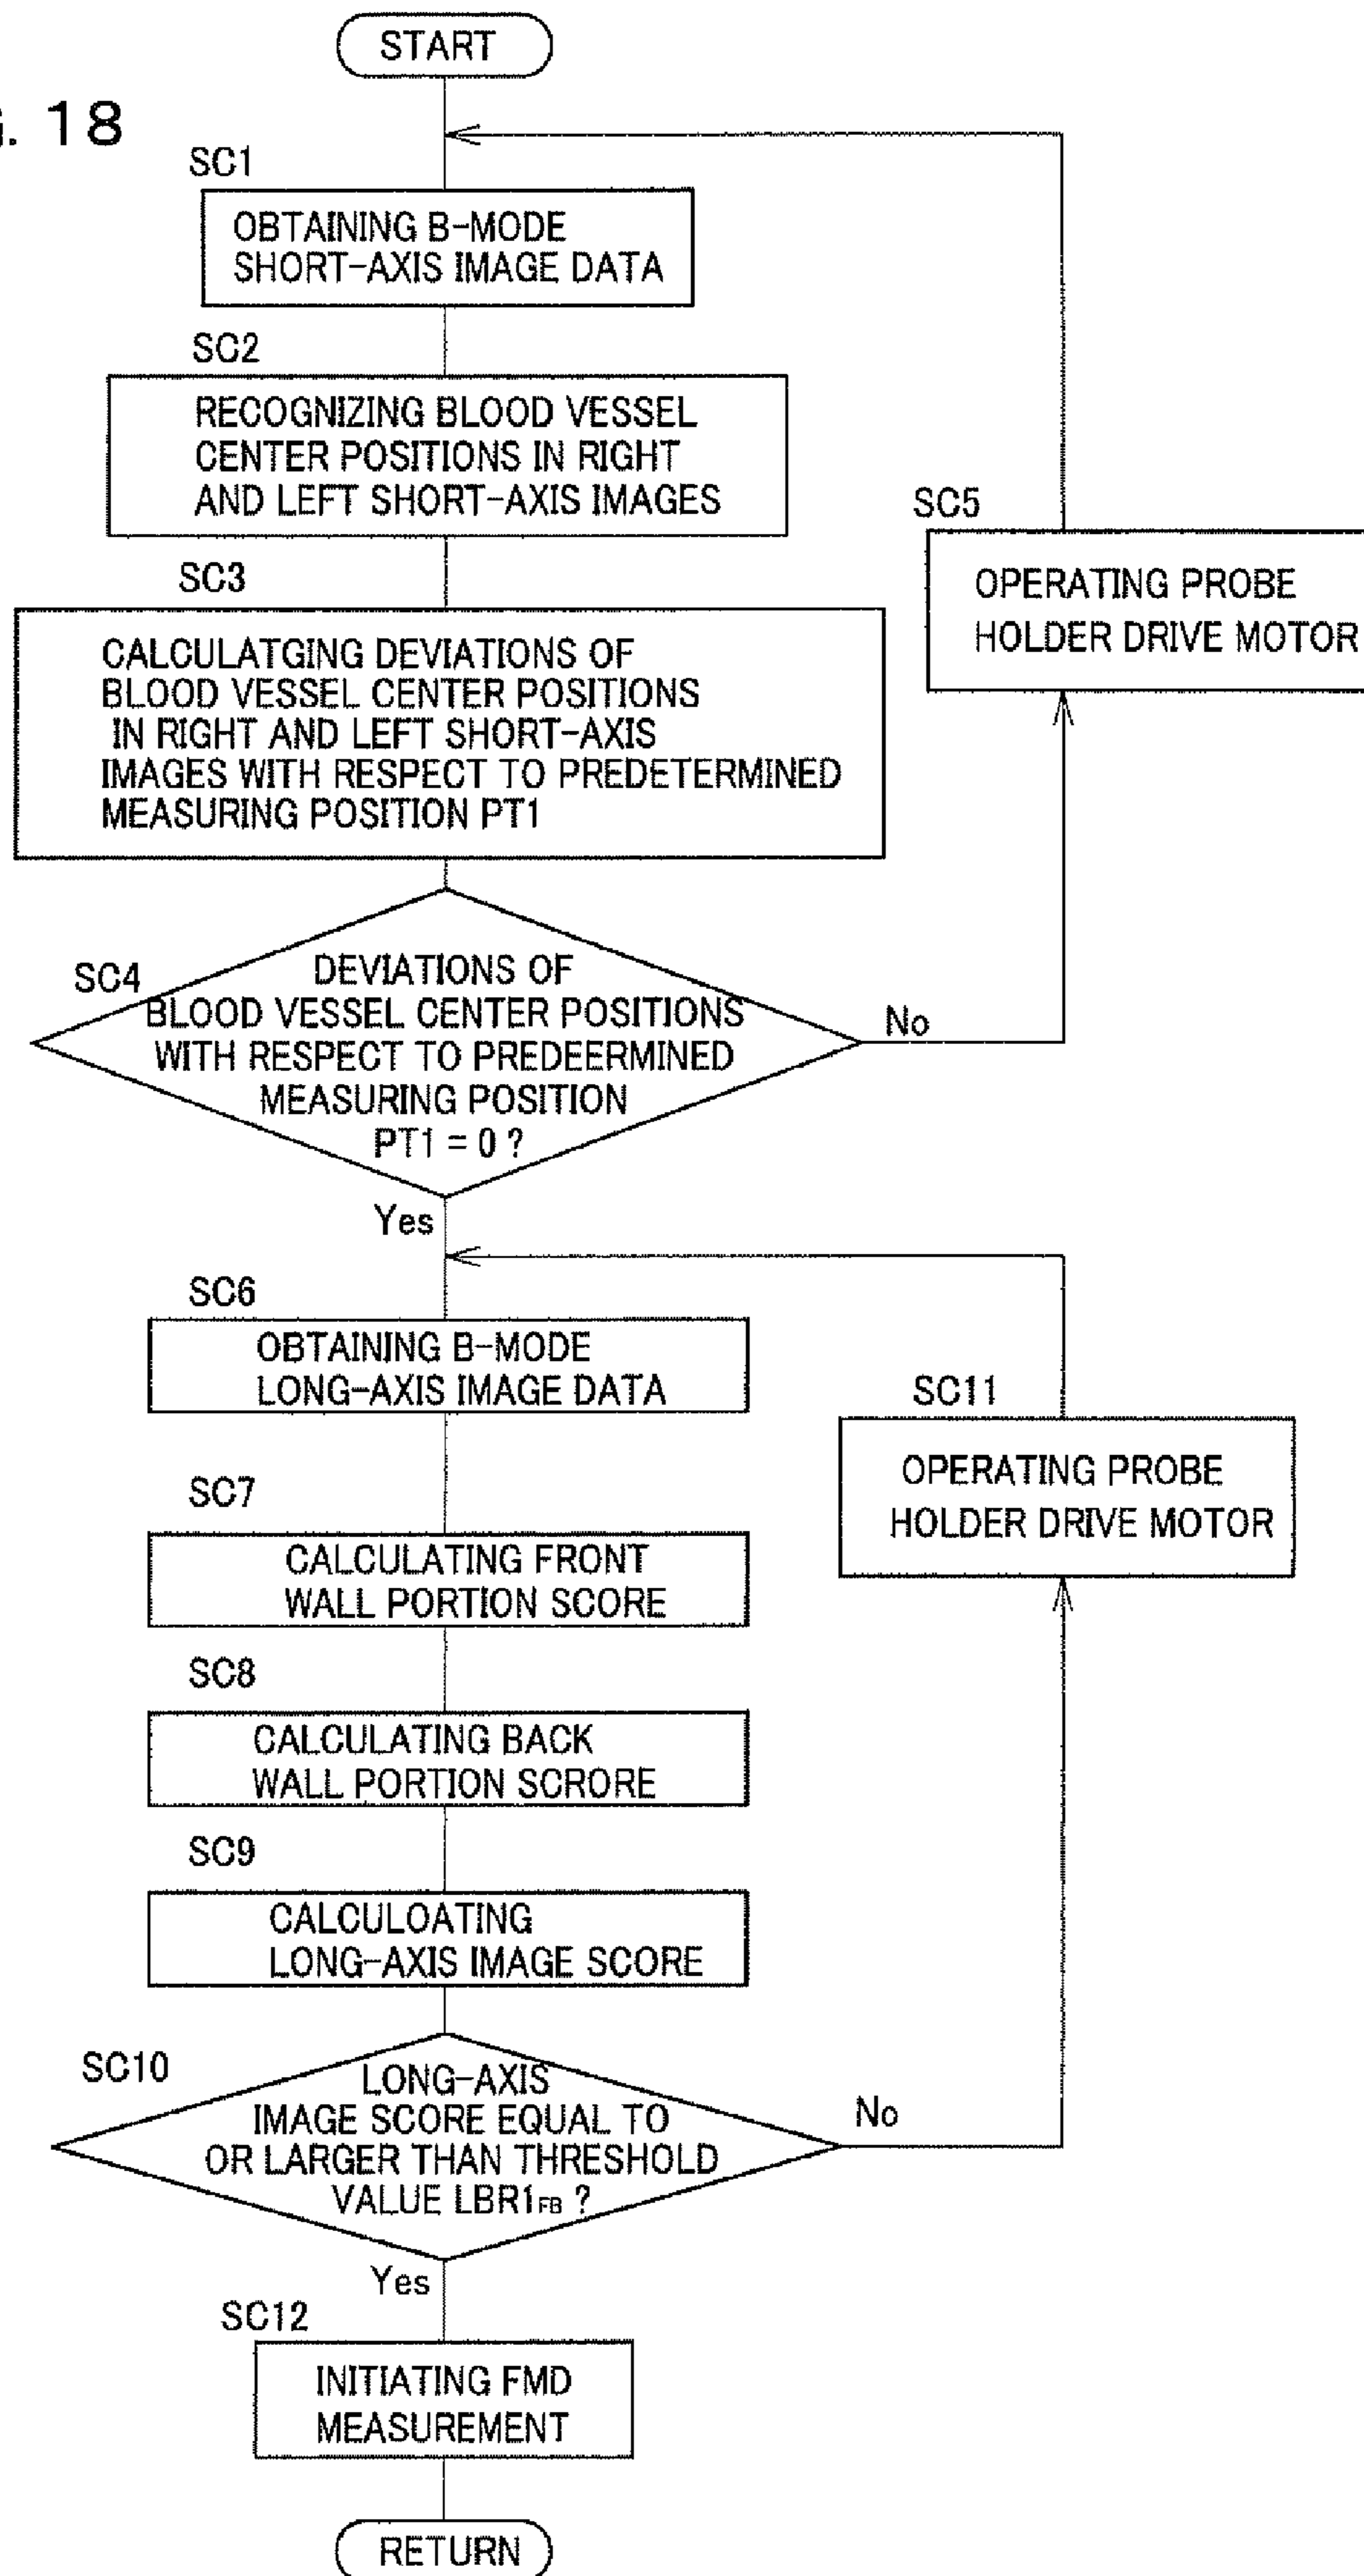 START
G. 18
SC1
OBTAINING B-MODE
SHORT-AXIS IMAGE DATA
SC2
RECOGNIZING BLOOD VESSEL
CENTER POSITIONS IN RIGHT
AND LEFT SHORT-AXIS IMAGES
SC5
OPERATING PROBE
HOLDER DRIVE MOTOR
SC3
CALCULATGING DEVIATIONS OF
BLOOD VESSEL CENTER POSITIONS
IN RIGHT AND LEFT SHORT-AXIS
IMAGES WITH RESPECT TO PREDETERMINED
MEASURING POSITION PT1
SC4
DEVIATIONS OF
BLOOD VESSEL CENTER POSITIONS
WITH RESPECT TO PREDEERMINED
MEASURING POSITION
PT1 = 0 ?
No
Yes
SC6
OBTAINING B-MODE
LONG-AXIS IMAGE DATA
SC11
OPERATING PROBE
HOLDER DRIVE MOTOR
SC7
CALCULATING FRONT
WALL PORTION SCORE
SC8
CALCULATING BACK
WALL PORTION SCRORE
SC9
CALCULOATING
LONG-AXIS IMAGE SCORE
SC10
LONG-AXIS
IMAGE SCORE EQUAL TO
OR LARGER THAN THRESHOLD
VALUE LBR1FB ?
No
Yes
SC12
INITIATING FMD
MEASUREMENT
RETURN